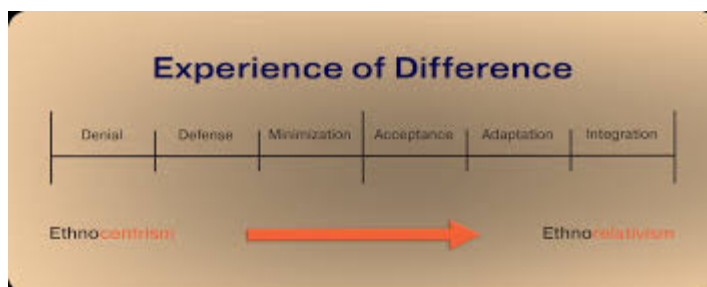 Experience of Difference
Denial Defense Minimization Acceptance Adaptation Integration
Ethnocentrism Ethnorelativism